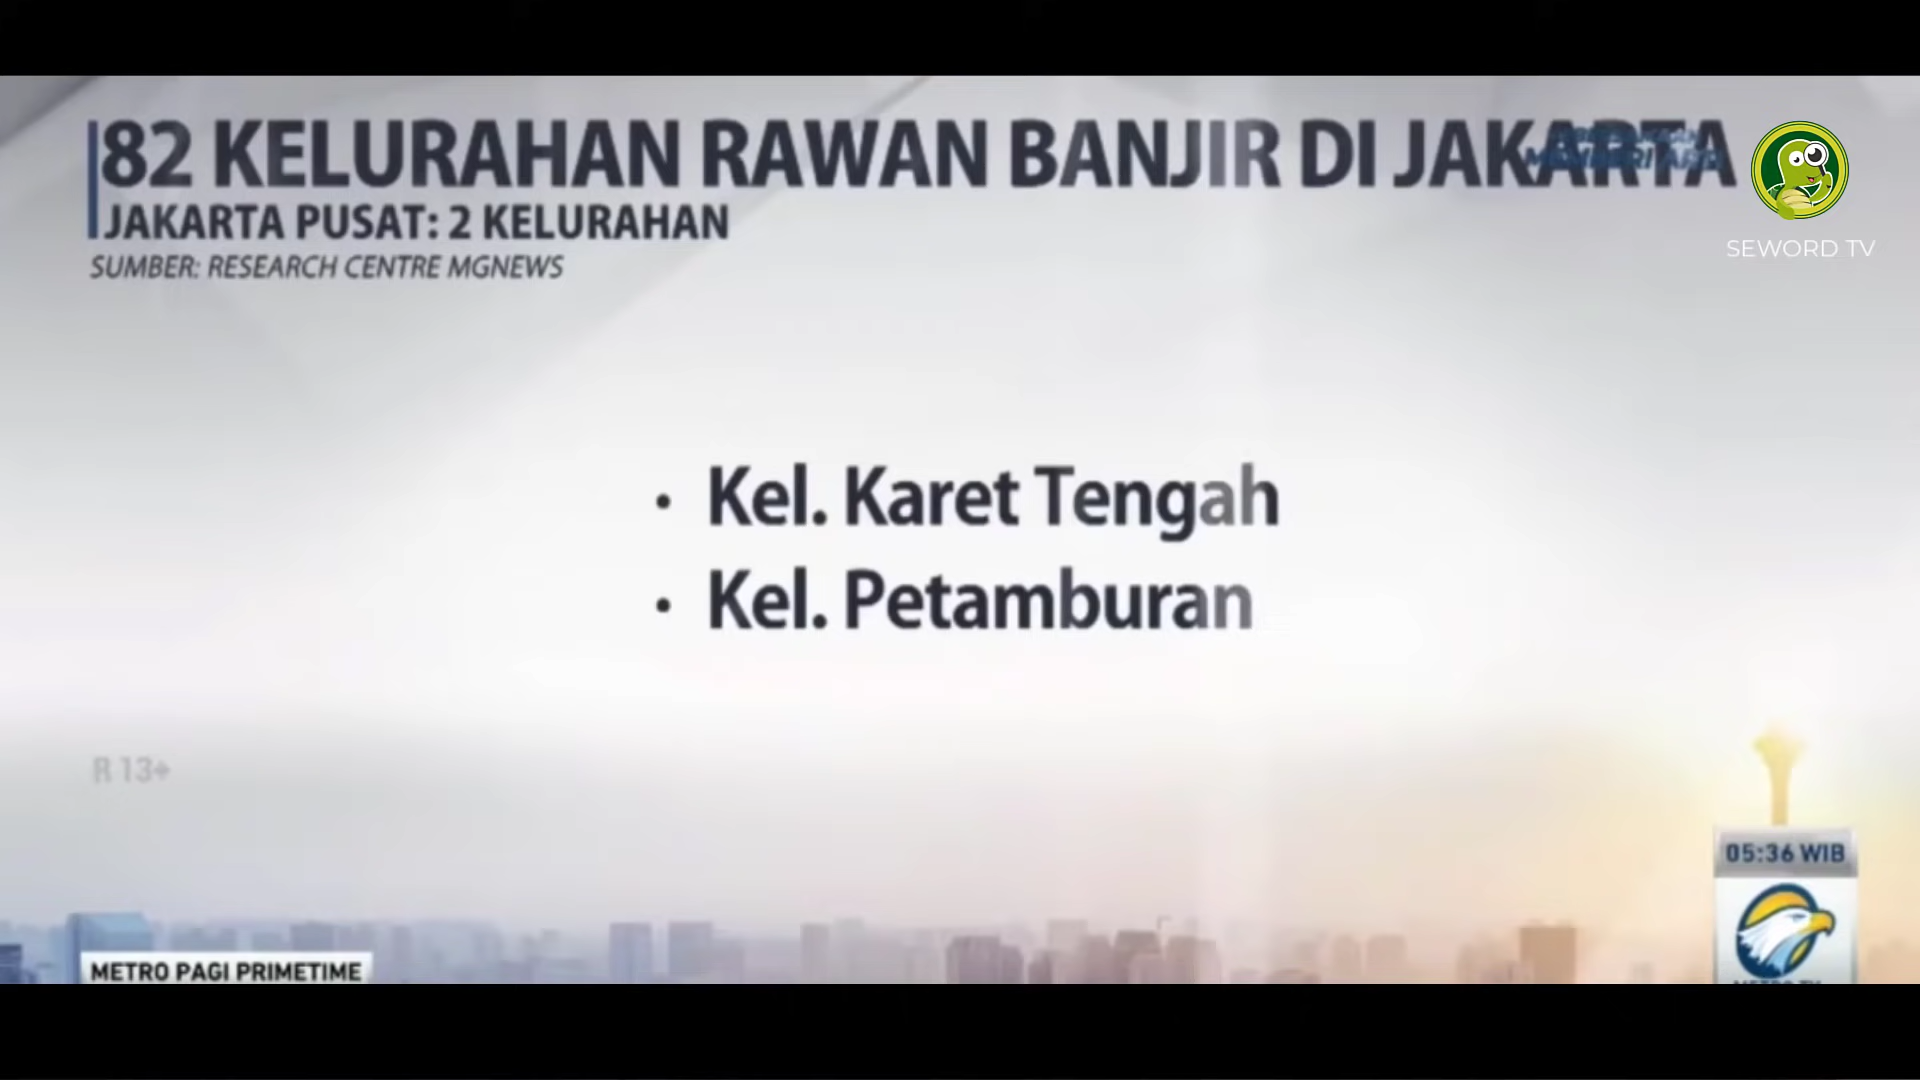 82 KELURAHAN RAWAN BANJIR DI JAKARTA
JAKARTA PUSAT: 2 KELURAHAN
SUMBER: RESEARCH CENTRE MGNEWS
SEWORD TV
• Kel. Karet Tengah
• Kel. Petamburan
R 13+
05:36 WIB
METRO PAGI PRIMETIME